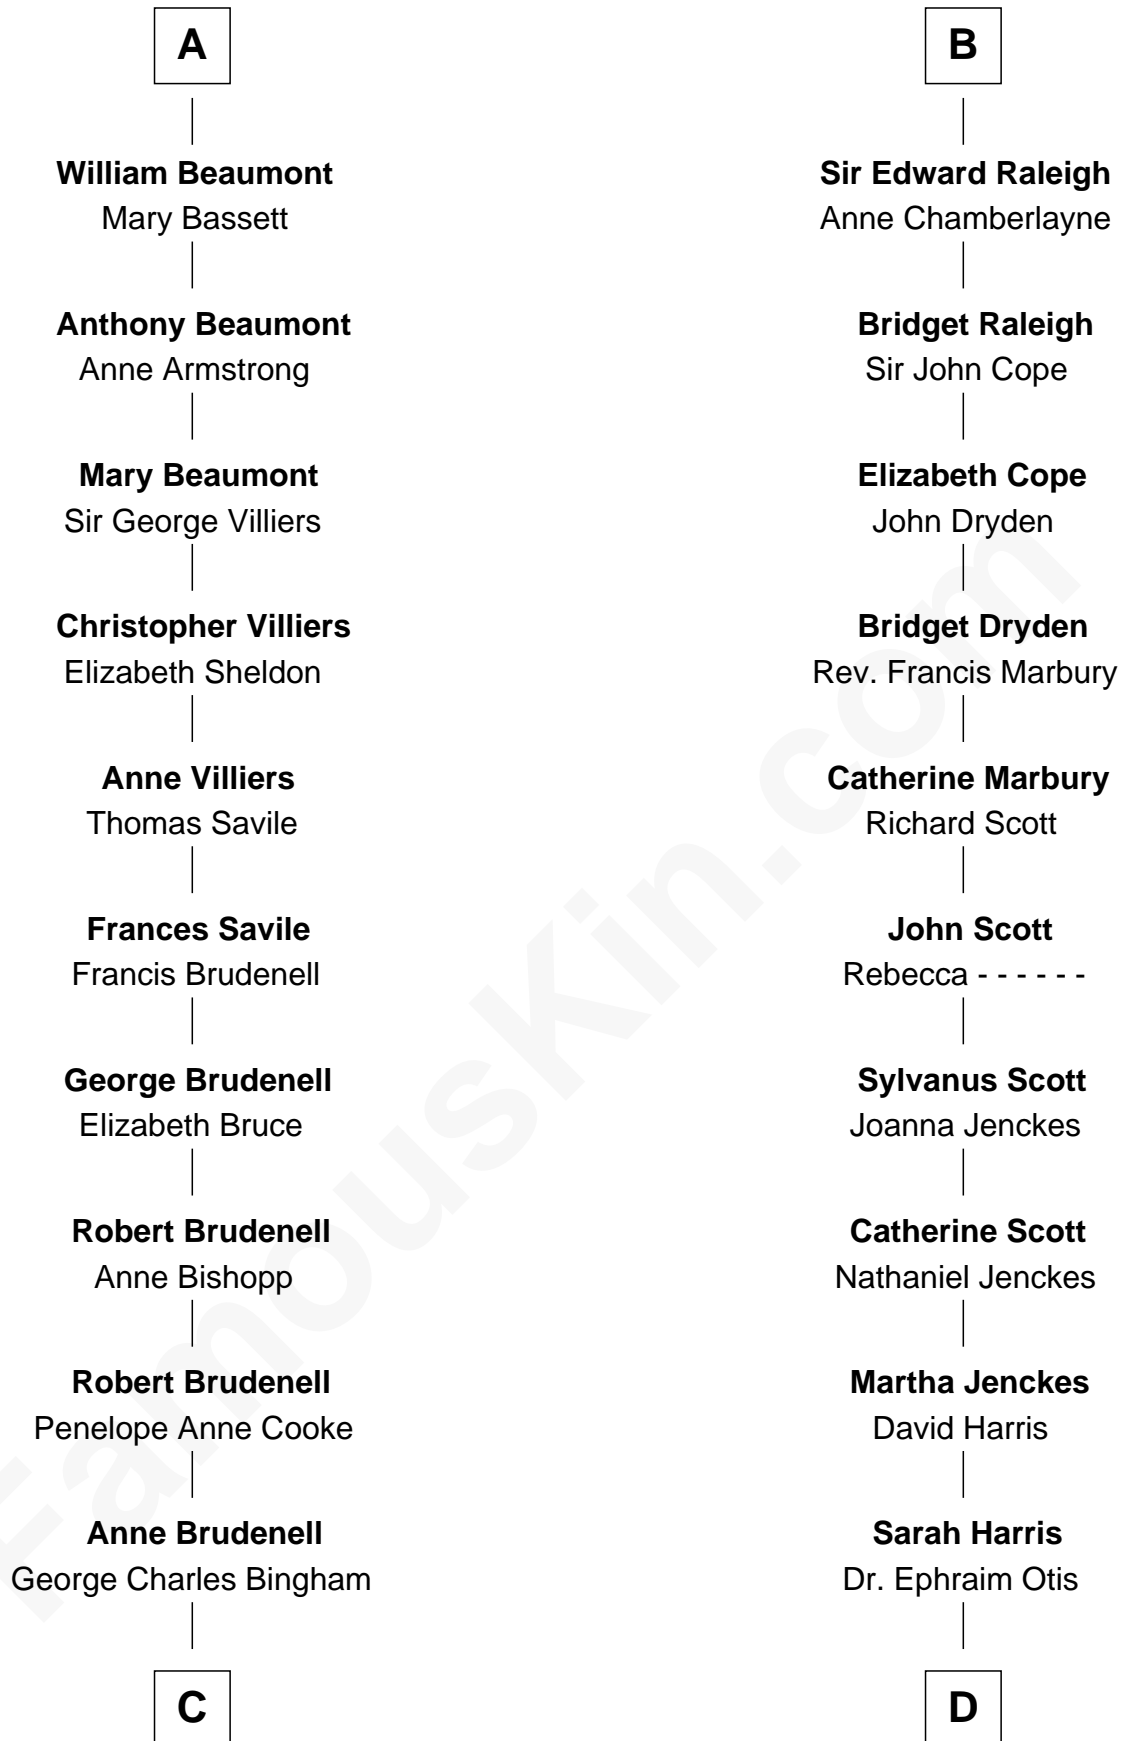 A
William Beaumont
Mary Bassett
Anthony Beaumont
Anne Armstrong
Mary Beaumont
Sir George Villiers
Christopher Villiers
Elizabeth Sheldon
Anne Villiers
Thomas Savile
Frances Savile
Francis Brudenell
George Brudenell
Elizabeth Bruce
Robert Brudenell
Anne Bishopp
Robert Brudenell
Penelope Anne Cooke
Anne Brudenell
George Charles Bingham
C
B
Sir Edward Raleigh
Anne Chamberlayne
Bridget Raleigh
Sir John Cope
Elizabeth Cope
John Dryden
Bridget Dryden
Rev. Francis Marbury
Catherine Marbury
Richard Scott
John Scott
Rebecca - - - - - -
Sylvanus Scott
Joanna Jenckes
Catherine Scott
Nathaniel Jenckes
Martha Jenckes
David Harris
Sarah Harris
Dr. Ephraim Otis
D
FamousKin.com